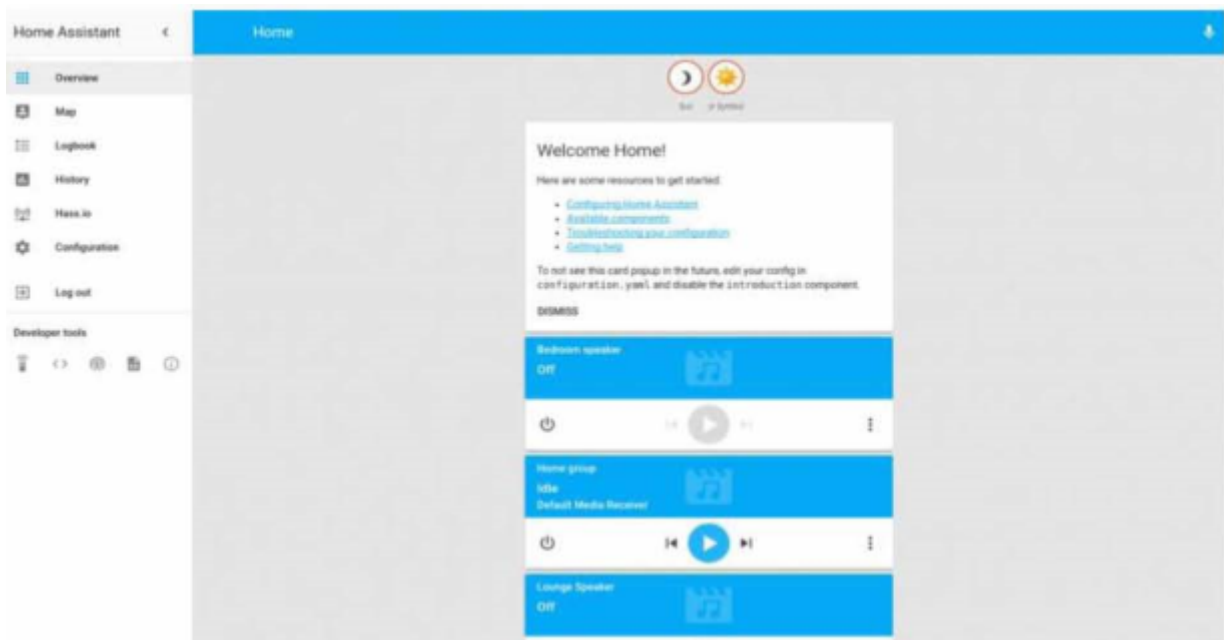 Home Assistant
Home
Overview
Map
Logbook
History
Hass.io
Configuration
Log out
Developer tools
Sun
Welcome Home!
Here are some resources to get started:
Configuring Home Assistant
Available components
Troubleshooting your configuration
Getting help
To not see this card popup in the future, edit your config in
configuration.yaml and disable the introduction component.
DISMISS
Bedroom speaker
Off
Home group
Idle
Default Media Receiver
Lounge Speaker
Off